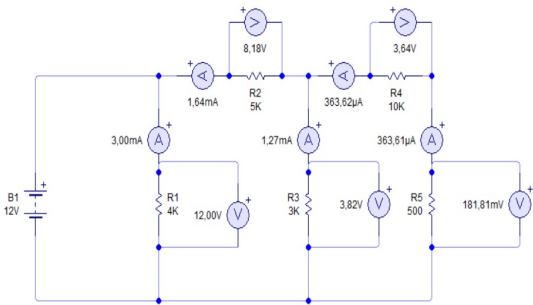 +
V
8,18V
+
V
3,64V
A
+
1,64mA
R2
5K
A
+
363,62µA
R4
10K
3,00mA
A
+
1,27mA
A
+
363,61µA
A
+
B1
12V
+
R1
4K
12,00V
V
+
R3
3K
3,82V
V
+
R5
500
181,81mV
V
+